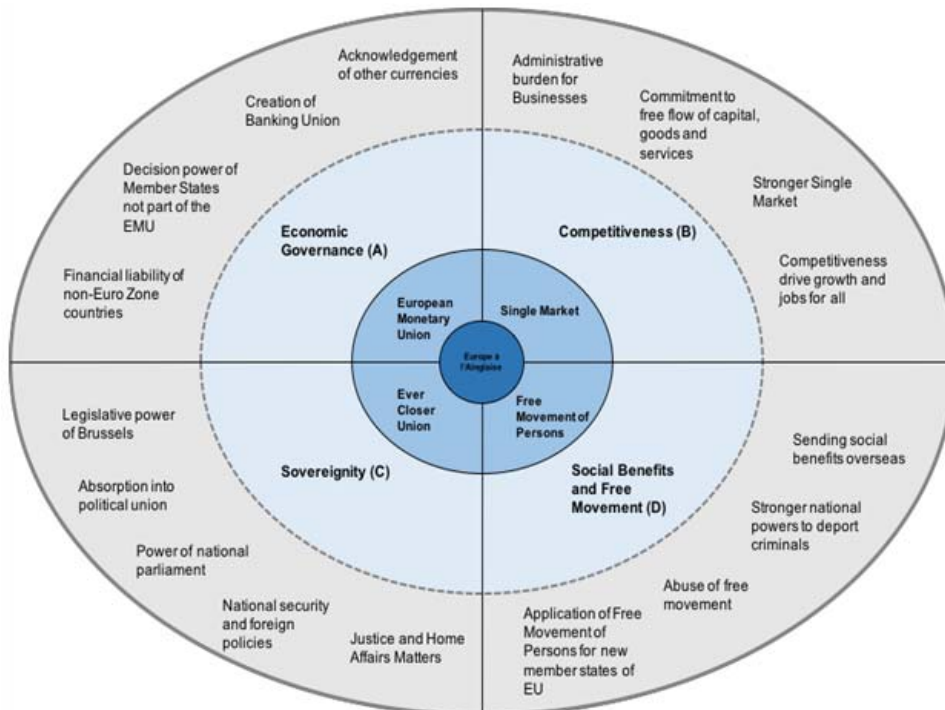 Acknowledgement
of other currencies
Creation of
Banking Union
Decision power of
Member States
not part of the
EMU
Financial liability of
non-Euro Zone
countries
Administrative
burden for
Businesses
Commitment to
free flow of capital,
goods and
services
Stronger Single
Market
Competitiveness
drive growth and
jobs for all
Economic
Governance (A)
Competitiveness (B)
European
Monetary
Union
Single Market
Europe à
l'Anglaise
Ever
Closer
Union
Free
Movement of
Persons
Sovereignity (C)
Social Benefits
and Free
Movement (D)
Legislative power
of Brussels
Absorption into
political union
Power of national
parliament
National security
and foreign
policies
Justice and Home
Affairs Matters
Sending social
benefits overseas
Stronger national
powers to deport
criminals
Abuse of free
movement
Application of Free
Movement of
Persons for new
member states of
EU